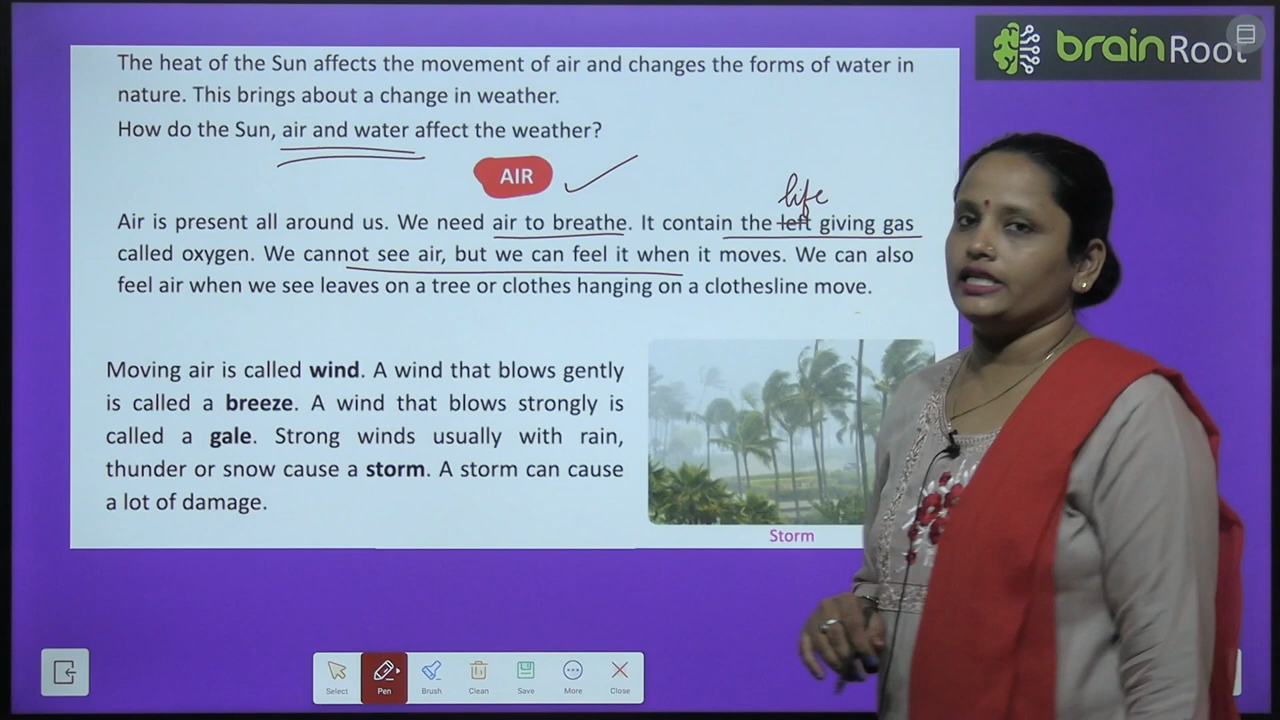 brainRoot
The heat of the Sun affects the movement of air and changes the forms of water in
nature. This brings about a change in weather.
How do the Sun, air and water affect the weather?
AIR
life
Air is present all around us. We need air to breathe. It contain the left giving gas
called oxygen. We cannot see air, but we can feel it when it moves. We can also
feel air when we see leaves on a tree or clothes hanging on a clothesline move.
Moving air is called wind. A wind that blows gently
is called a breeze. A wind that blows strongly is
called a gale. Strong winds usually with rain,
thunder or snow cause a storm. A storm can cause
a lot of damage.
Storm
Select Pen Brush Clean Save More Close